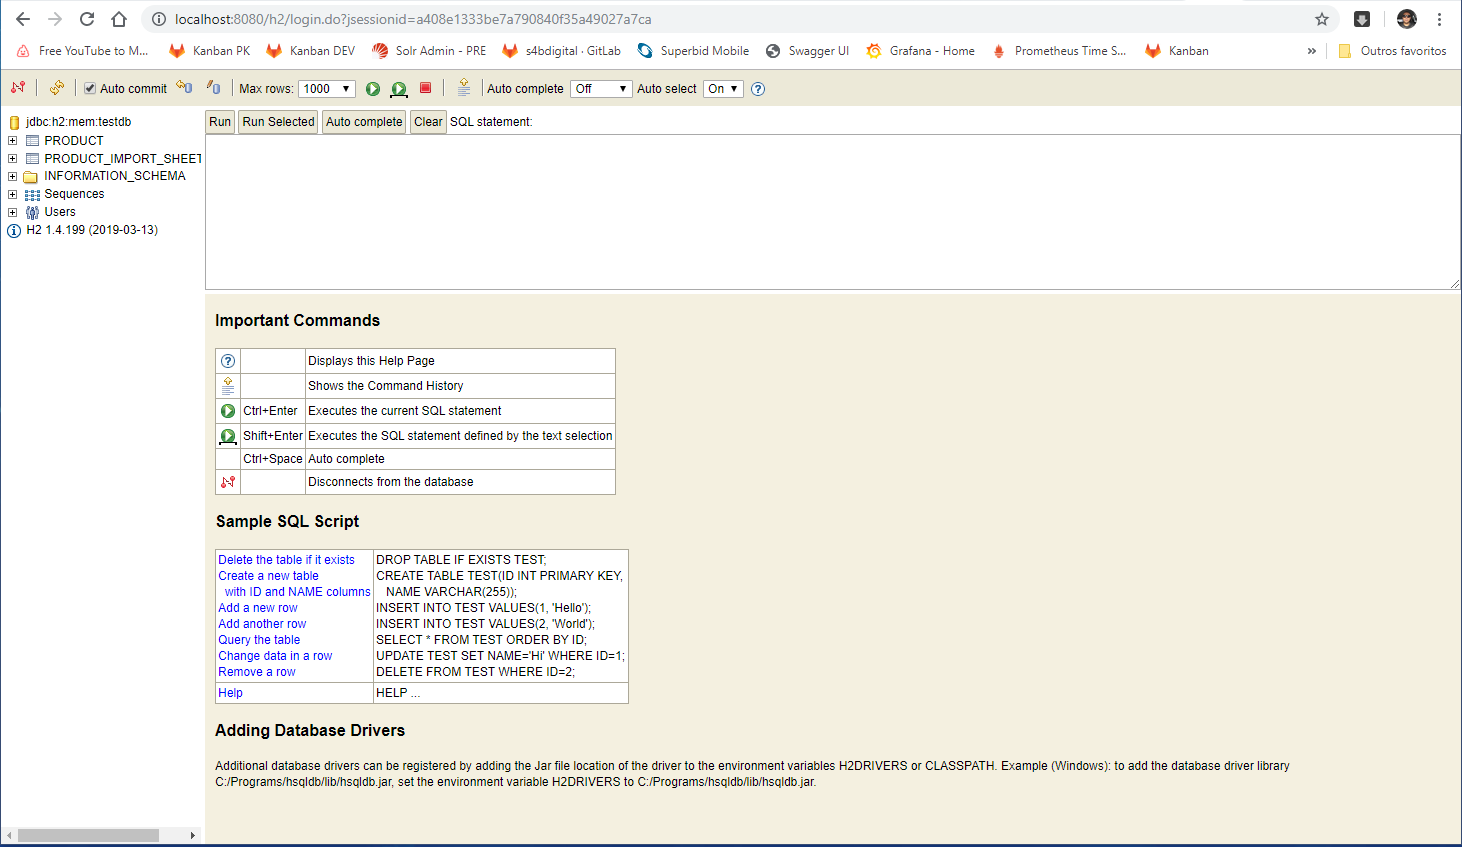 localhost:8080/h2/login.do?jsessionid=a408e1333be7a790840f35a49027a7ca
Free YouTube to M... Kanban PK Kanban DEV Solr Admin - PRE s4bdigital · GitLab Superbid Mobile Swagger UI Grafana - Home Prometheus Time S... Kanban » Outros favoritos
Auto commit Max rows: 1000 Auto complete Off Auto select On
jdbc:h2:mem:testdb
PRODUCT
PRODUCT_IMPORT_SHEET
INFORMATION_SCHEMA
Sequences
Users
H2 1.4.199 (2019-03-13)
Run Run Selected Auto complete Clear SQL statement:
Important Commands
Displays this Help Page
Shows the Command History
Ctrl+Enter Executes the current SQL statement
Shift+Enter Executes the SQL statement defined by the text selection
Ctrl+Space Auto complete
Disconnects from the database
Sample SQL Script
Delete the table if it exists DROP TABLE IF EXISTS TEST;
Create a new table CREATE TABLE TEST(ID INT PRIMARY KEY,
with ID and NAME columns NAME VARCHAR(255));
Add a new row INSERT INTO TEST VALUES(1, 'Hello');
Add another row INSERT INTO TEST VALUES(2, 'World');
Query the table SELECT * FROM TEST ORDER BY ID;
Change data in a row UPDATE TEST SET NAME='Hi' WHERE ID=1;
Remove a row DELETE FROM TEST WHERE ID=2;
Help HELP ...
Adding Database Drivers
Additional database drivers can be registered by adding the Jar file location of the driver to the environment variables H2DRIVERS or CLASSPATH. Example (Windows): to add the database driver library
C:/Programs/hsqldb/lib/hsqldb.jar, set the environment variable H2DRIVERS to C:/Programs/hsqldb/lib/hsqldb.jar.